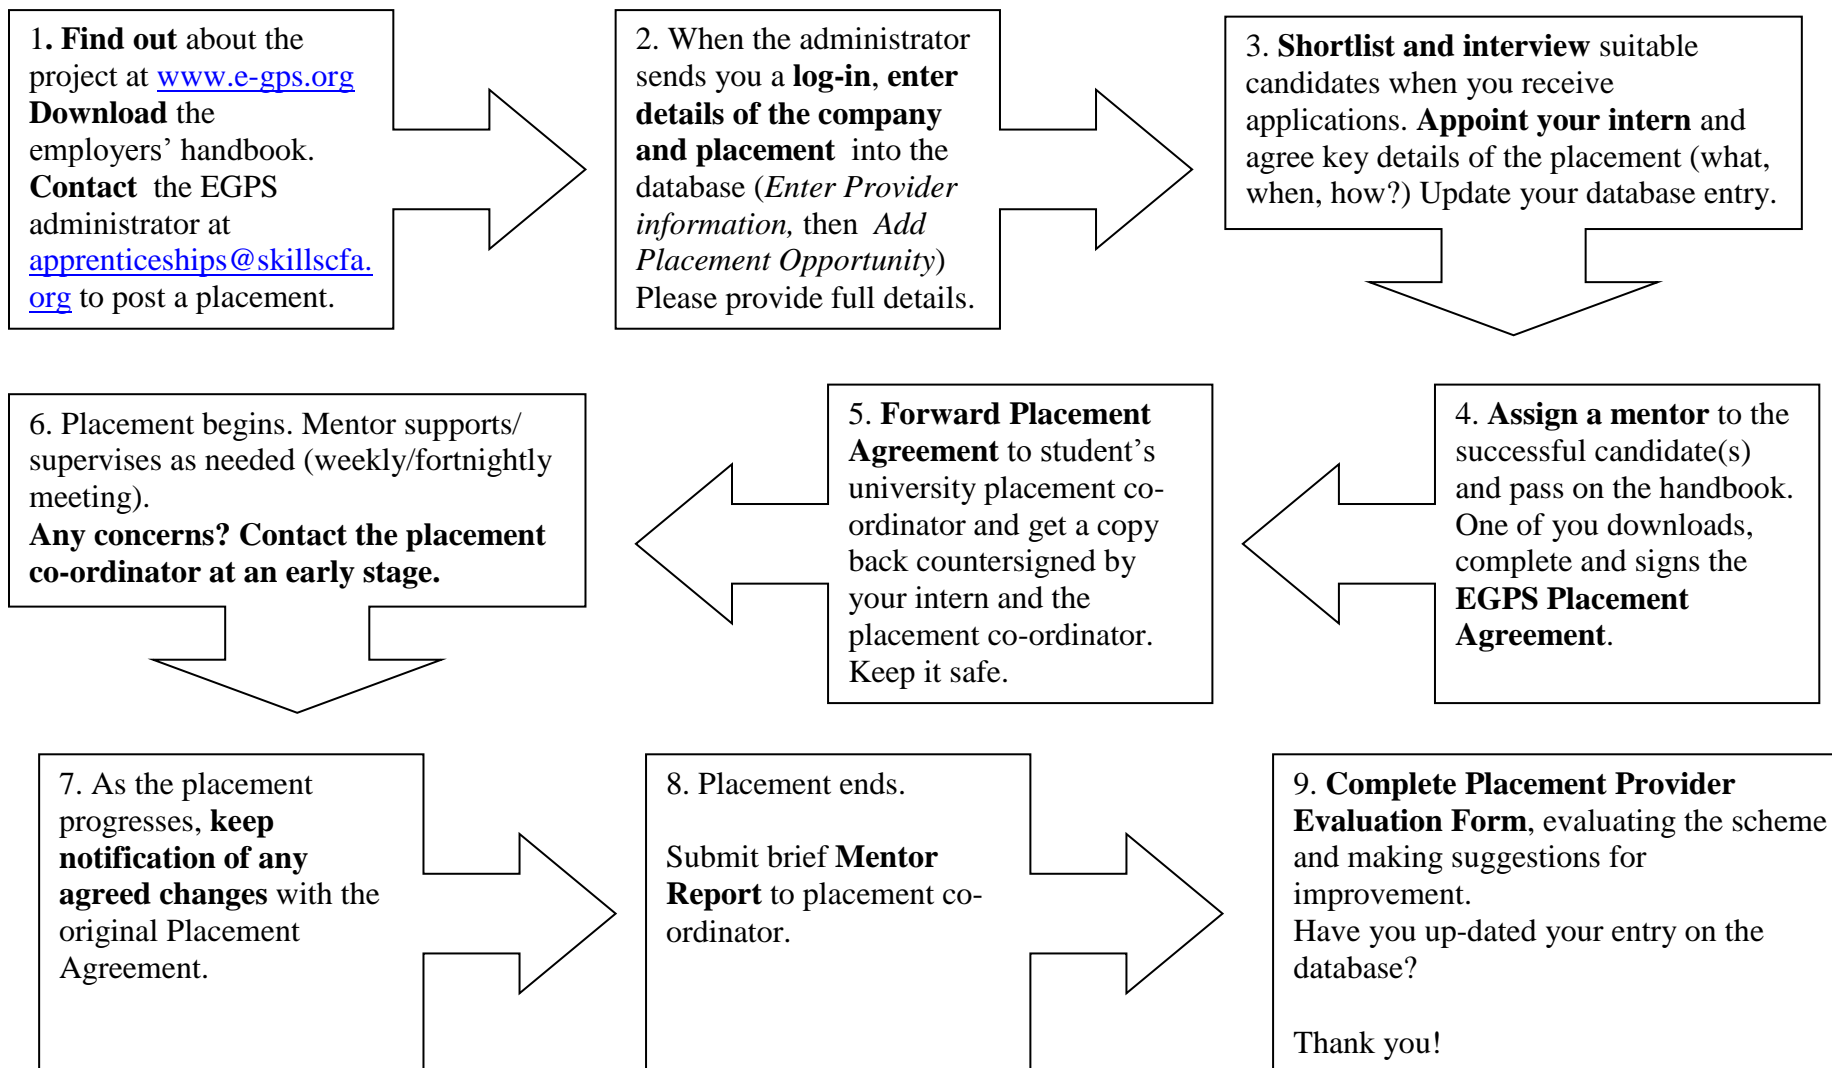 1. Find out about the
project at www.e-gps.org
Download the
employers’ handbook.
Contact the EGPS
administrator at
apprenticeships@skillscfa.
org to post a placement.
2. When the administrator
sends you a log-in, enter
details of the company
and placement into the
database (Enter Provider
information, then Add
Placement Opportunity)
Please provide full details.
3. Shortlist and interview suitable
candidates when you receive
applications. Appoint your intern and
agree key details of the placement (what,
when, how?) Update your database entry.
4. Assign a mentor to the
successful candidate(s)
and pass on the handbook.
One of you downloads,
complete and signs the
EGPS Placement
Agreement.
5. Forward Placement
Agreement to student’s
university placement co-
ordinator and get a copy
back countersigned by
your intern and the
placement co-ordinator.
Keep it safe.
6. Placement begins. Mentor supports/
supervises as needed (weekly/fortnightly
meeting).
Any concerns? Contact the placement
co-ordinator at an early stage.
7. As the placement
progresses, keep
notification of any
agreed changes with the
original Placement
Agreement.
8. Placement ends.
Submit brief Mentor
Report to placement co-
ordinator.
9. Complete Placement Provider
Evaluation Form, evaluating the scheme
and making suggestions for
improvement.
Have you up-dated your entry on the
database?
Thank you!